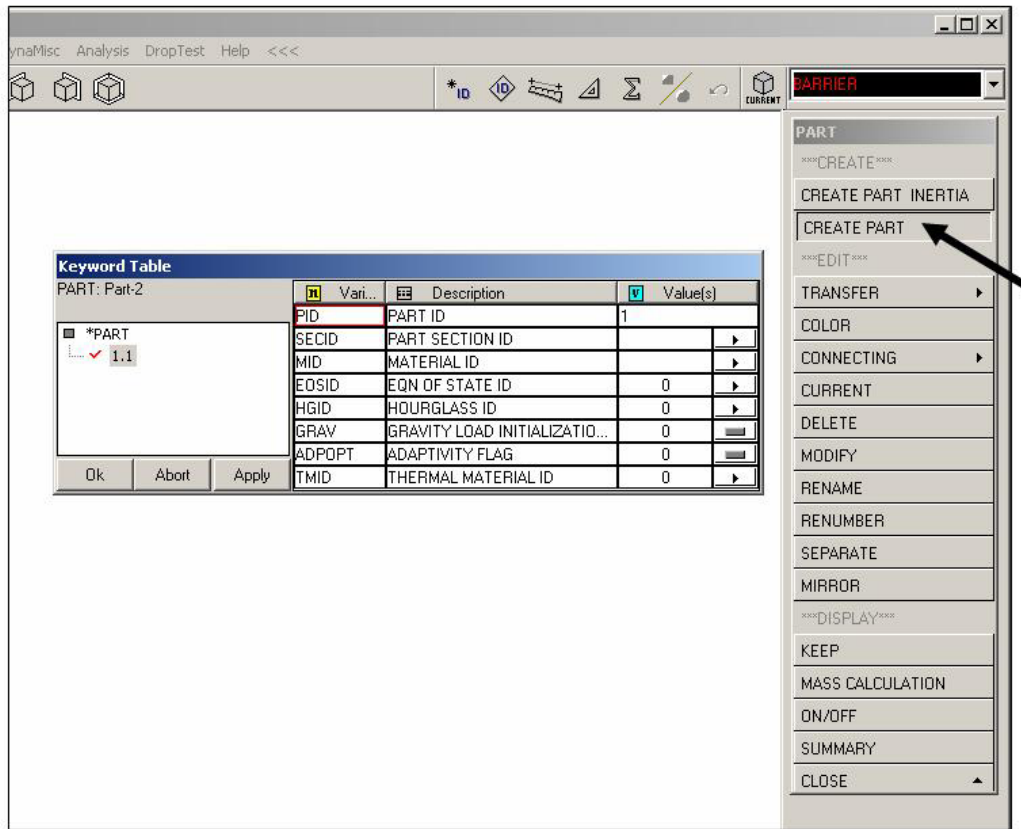 ynaMisc Analysis DropTest Help <<<
*ID ID CURRENT BARRIER
PART
***CREATE***
CREATE PART INERTIA
CREATE PART
***EDIT***
TRANSFER
COLOR
CONNECTING
CURRENT
DELETE
MODIFY
RENAME
RENUMBER
SEPARATE
MIRROR
***DISPLAY***
KEEP
MASS CALCULATION
ON/OFF
SUMMARY
CLOSE
Keyword Table
PART: Part-2
*PART
1.1
Ok Abort Apply
n Vari... Description v Value(s)
PID PART ID 1
SECID PART SECTION ID
MID MATERIAL ID
EOSID EQN OF STATE ID 0
HGID HOURGLASS ID 0
GRAV GRAVITY LOAD INITIALIZATIO... 0
ADPOPT ADAPTIVITY FLAG 0
TMID THERMAL MATERIAL ID 0